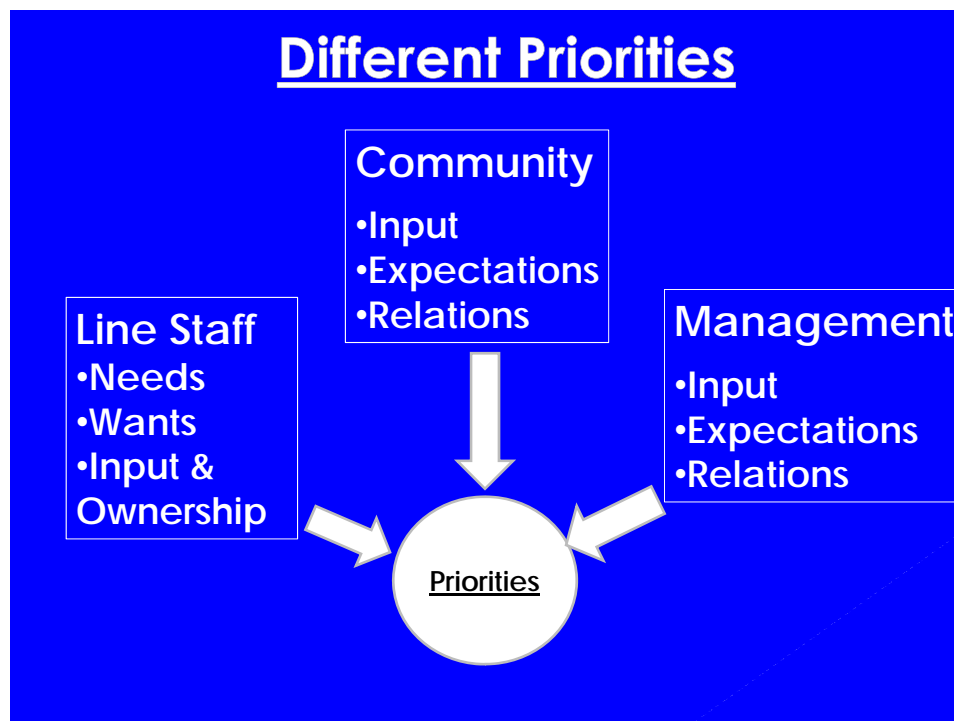 Different Priorities
Community
•Input
•Expectations
•Relations
Line Staff
•Needs
•Wants
•Input &
Ownership
Management
•Input
•Expectations
•Relations
Priorities